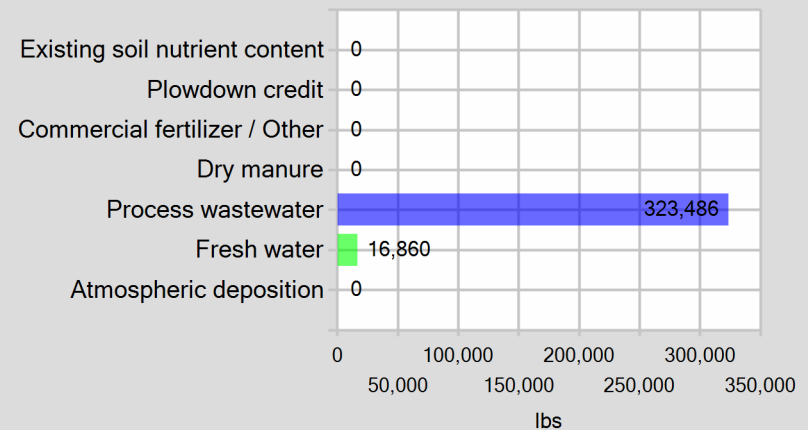 Existing soil nutrient content 0
Plowdown credit 0
Commercial fertilizer / Other 0
Dry manure 0
Process wastewater 323,486
Fresh water 16,860
Atmospheric deposition 0
0 100,000 200,000 300,000
50,000 150,000 250,000 350,000
lbs